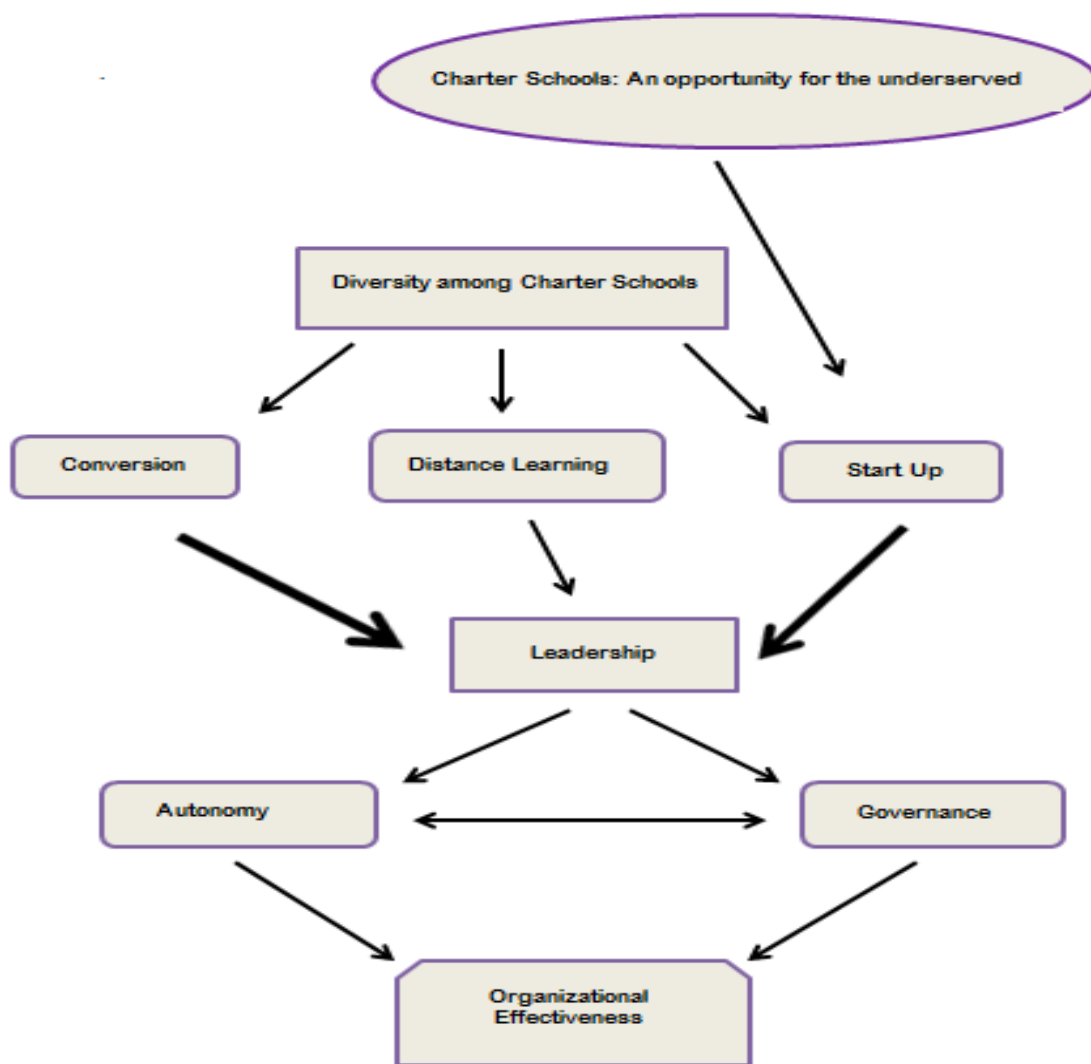 Charter Schools: An opportunity for the underserved
Diversity among Charter Schools
Conversion
Distance Learning
Start Up
Leadership
Autonomy
Governance
Organizational
Effectiveness